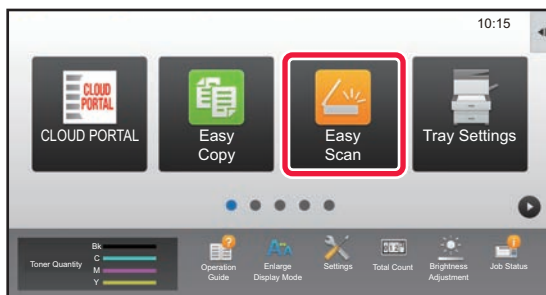 10:15
CLOUD
PORTAL
CLOUD PORTAL
Easy
Copy
Easy
Scan
Tray Settings
Toner Quantity
Bk
C
M
Y
Operation
Guide
Enlarge
Display Mode
Settings
Total Count
Brightness
Adjustment
Job Status